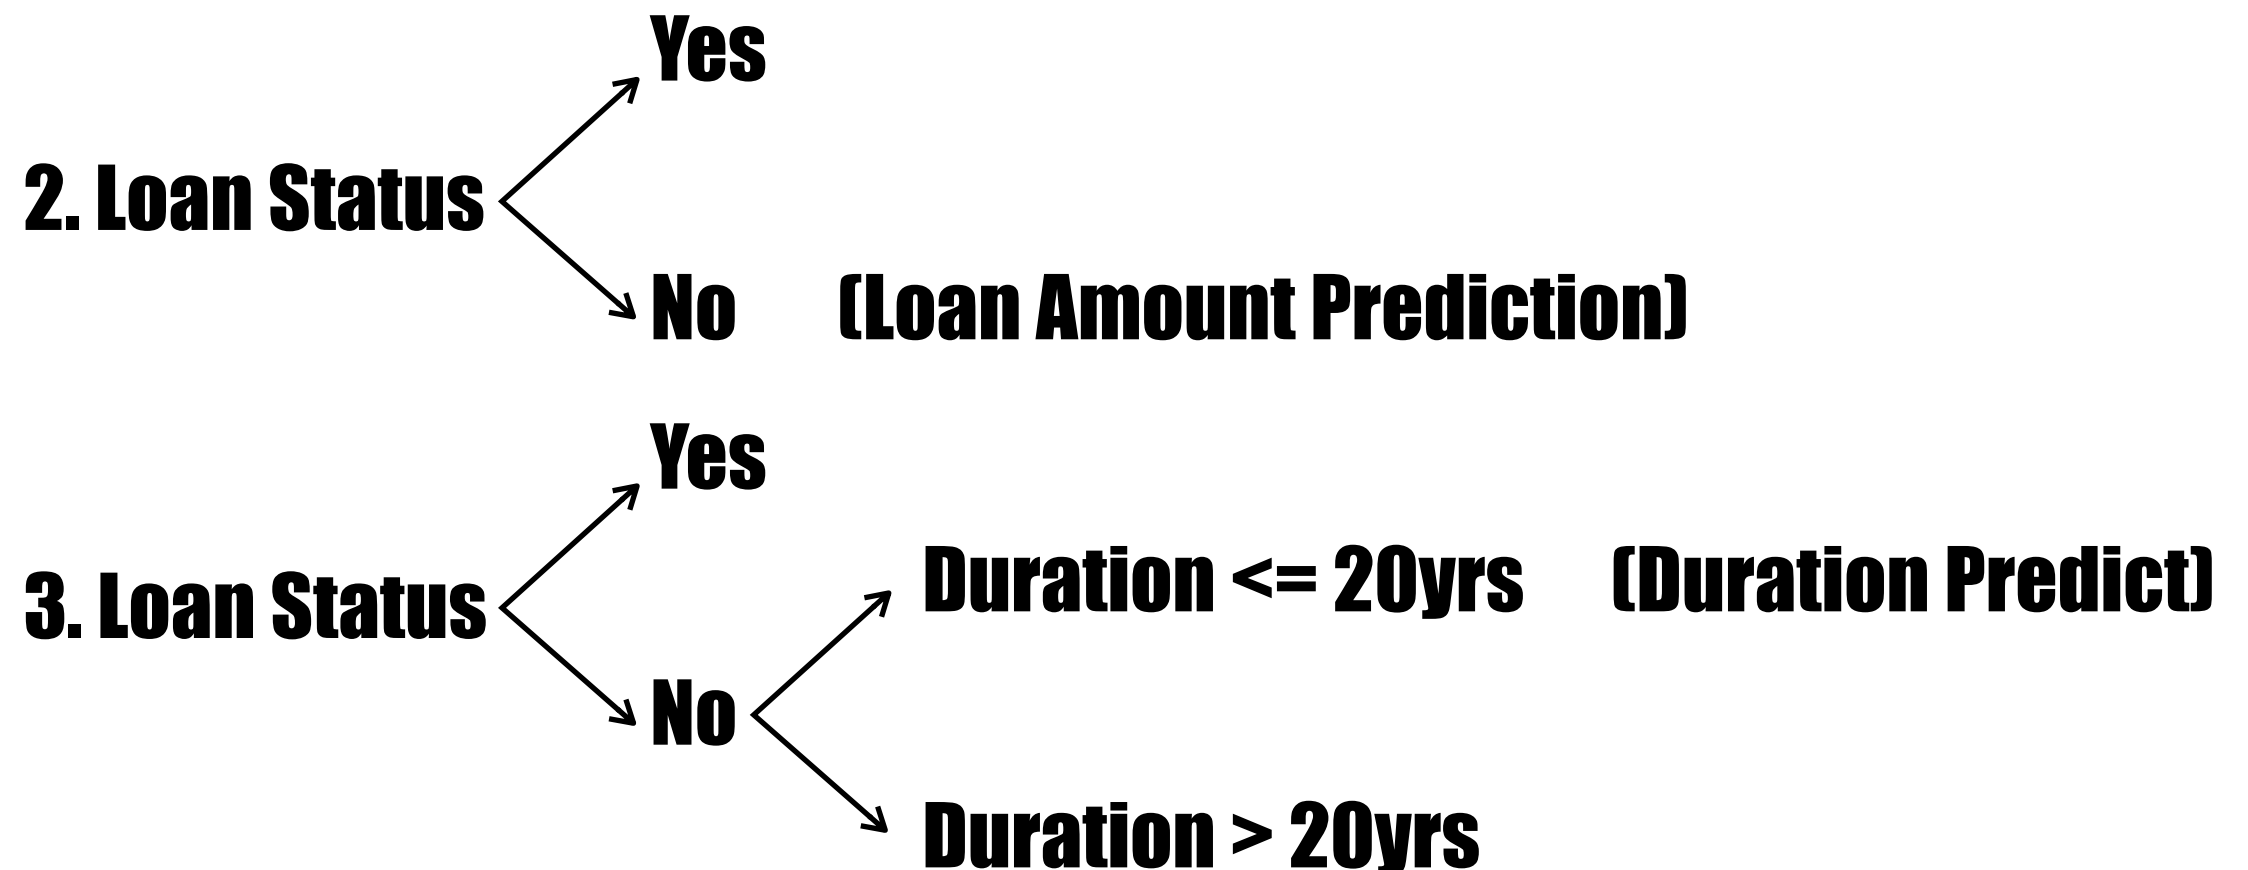 Yes
2. Loan Status
No (Loan Amount Prediction)
Yes
Duration <= 20yrs (Duration Predict)
3. Loan Status
No
Duration > 20yrs